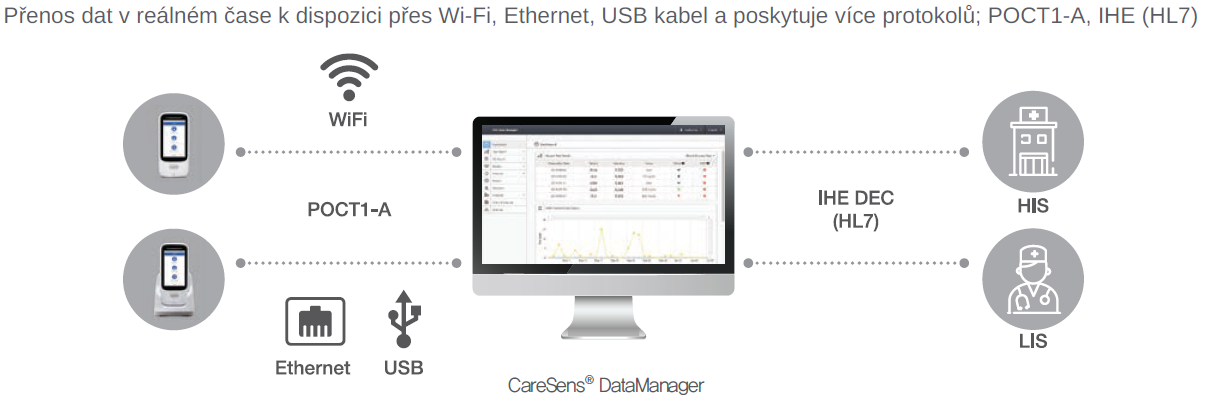 Přenos dat v reálném čase k dispozici přes Wi-Fi, Ethernet, USB kabel a poskytuje více protokolů; POCT1-A, IHE (HL7)
WiFi
POCT1-A
IHE DEC
(HL7)
HIS
Ethernet
USB
LIS
CareSens® DataManager